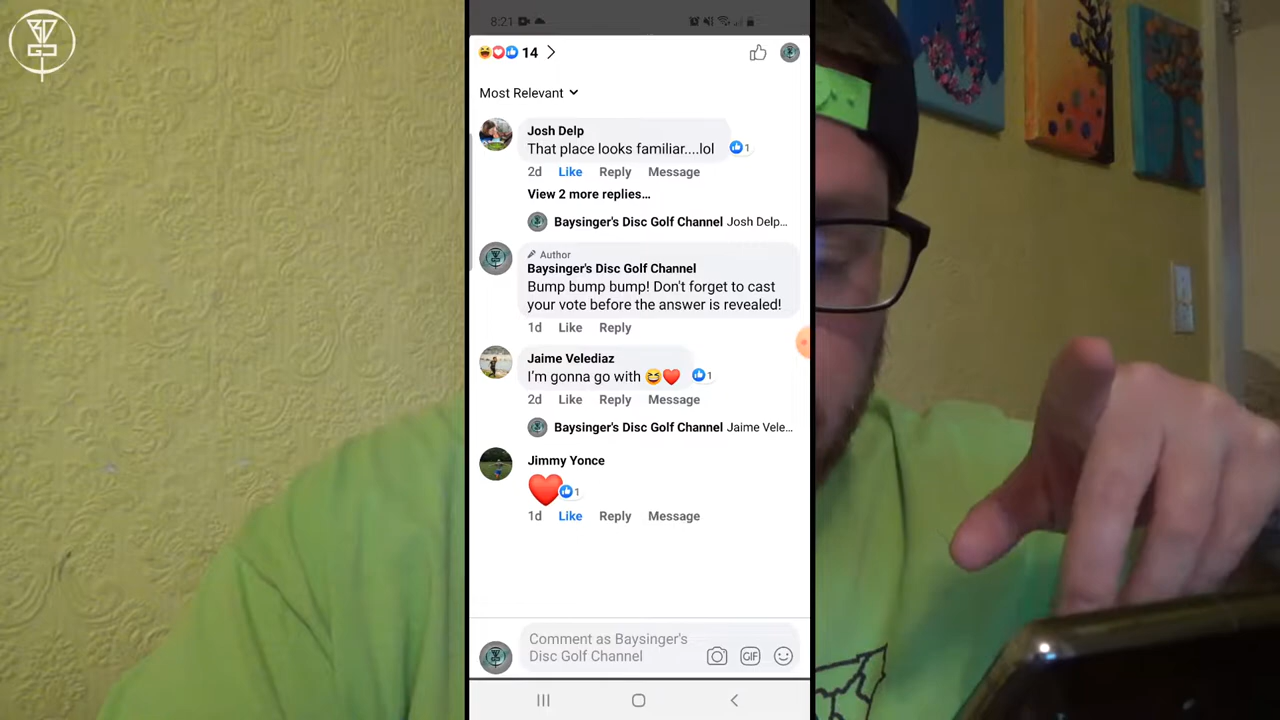 8:21
14
Most Relevant
Josh Delp
That place looks familiar....lol
1
2d Like Reply Message
View 2 more replies...
Baysinger's Disc Golf Channel Josh Delp...
Author
Baysinger's Disc Golf Channel
Bump bump bump! Don't forget to cast
your vote before the answer is revealed!
1d Like Reply
Jaime Velediaz
I'm gonna go with 😆❤️
1
2d Like Reply Message
Baysinger's Disc Golf Channel Jaime Vele...
Jimmy Yonce
❤️
1
1d Like Reply Message
Comment as Baysinger's
Disc Golf Channel
GIF